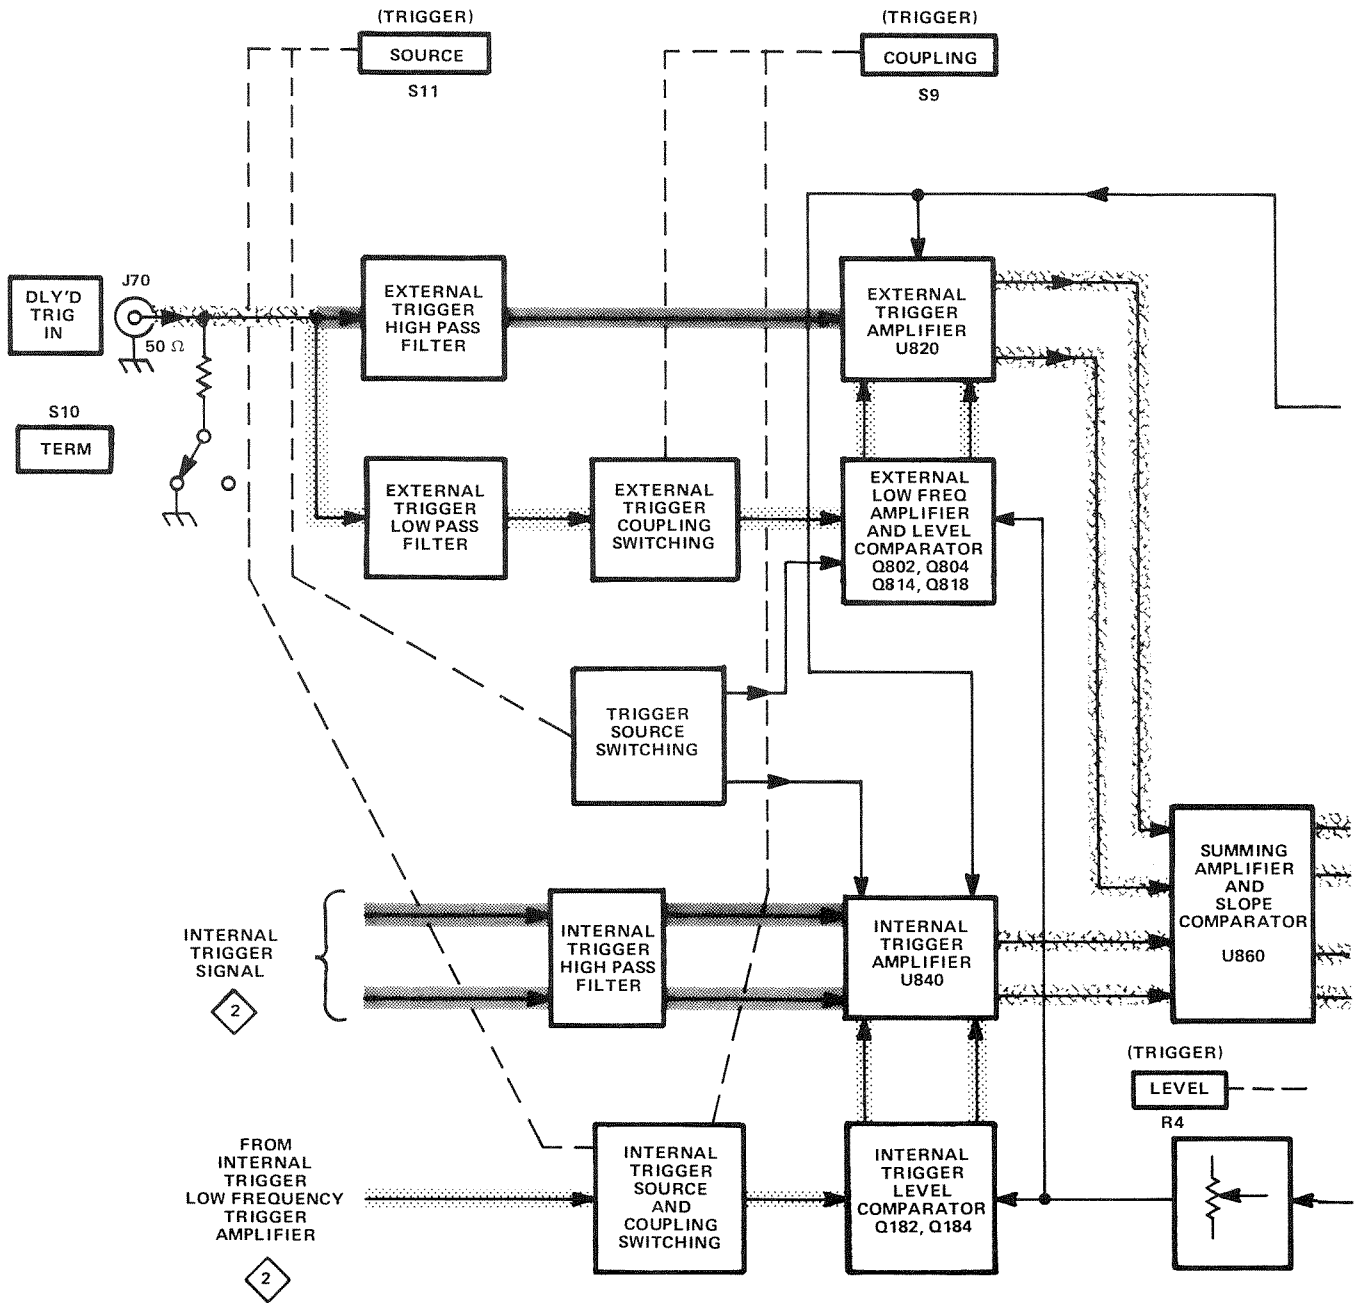 (TRIGGER)
SOURCE
S11
(TRIGGER)
COUPLING
S9
DLY'D
TRIG
IN
J70
50 Ω
S10
TERM
EXTERNAL
TRIGGER
HIGH PASS
FILTER
EXTERNAL
TRIGGER
AMPLIFIER
U820
EXTERNAL
TRIGGER
LOW PASS
FILTER
EXTERNAL
TRIGGER
COUPLING
SWITCHING
EXTERNAL
LOW FREQ
AMPLIFIER
AND LEVEL
COMPARATOR
Q802, Q804
Q814, Q818
TRIGGER
SOURCE
SWITCHING
INTERNAL
TRIGGER
SIGNAL
2
INTERNAL
TRIGGER
HIGH PASS
FILTER
INTERNAL
TRIGGER
AMPLIFIER
U840
SUMMING
AMPLIFIER
AND
SLOPE
COMPARATOR
U860
(TRIGGER)
LEVEL
R4
FROM
INTERNAL
TRIGGER
LOW FREQUENCY
TRIGGER
AMPLIFIER
2
INTERNAL
TRIGGER
SOURCE
AND
COUPLING
SWITCHING
INTERNAL
TRIGGER
LEVEL
COMPARATOR
Q182, Q184